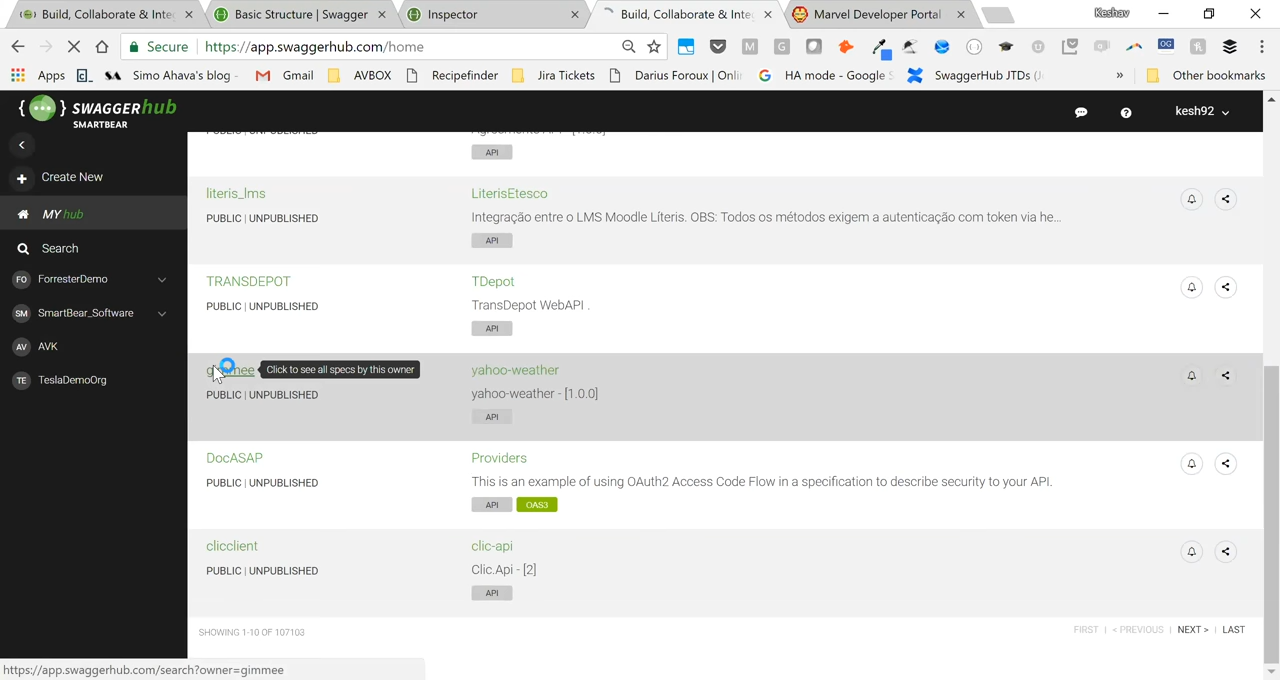 {···} Build, Collaborate & Inte
Basic Structure | Swagger
Inspector
Build, Collaborate & Inte
Marvel Developer Portal
Keshav
Secure
https://app.swaggerhub.com/home
Apps
Simo Ahava's blog -
Gmail
AVBOX
Recipefinder
Jira Tickets
Darius Foroux | Onli
HA mode - Google S
SwaggerHub JTDs (J
»
Other bookmarks
SWAGGERhub
SMARTBEAR
kesh92
Create New
MY hub
Search
FO ForresterDemo
SM SmartBear_Software
AV AVK
TE TeslaDemoOrg
API
literis_lms
LiterisEtesco
PUBLIC | UNPUBLISHED
Integração entre o LMS Moodle Líteris. OBS: Todos os métodos exigem a autenticação com token via he...
API
TRANSDEPOT
TDepot
PUBLIC | UNPUBLISHED
TransDepot WebAPI .
API
gimmee
Click to see all specs by this owner
yahoo-weather
PUBLIC | UNPUBLISHED
yahoo-weather - [1.0.0]
API
DocASAP
Providers
PUBLIC | UNPUBLISHED
This is an example of using OAuth2 Access Code Flow in a specification to describe security to your API.
API OAS3
clicclient
clic-api
PUBLIC | UNPUBLISHED
Clic.Api - [2]
API
SHOWING 1-10 OF 107103
FIRST | < PREVIOUS | NEXT > | LAST
https://app.swaggerhub.com/search?owner=gimmee